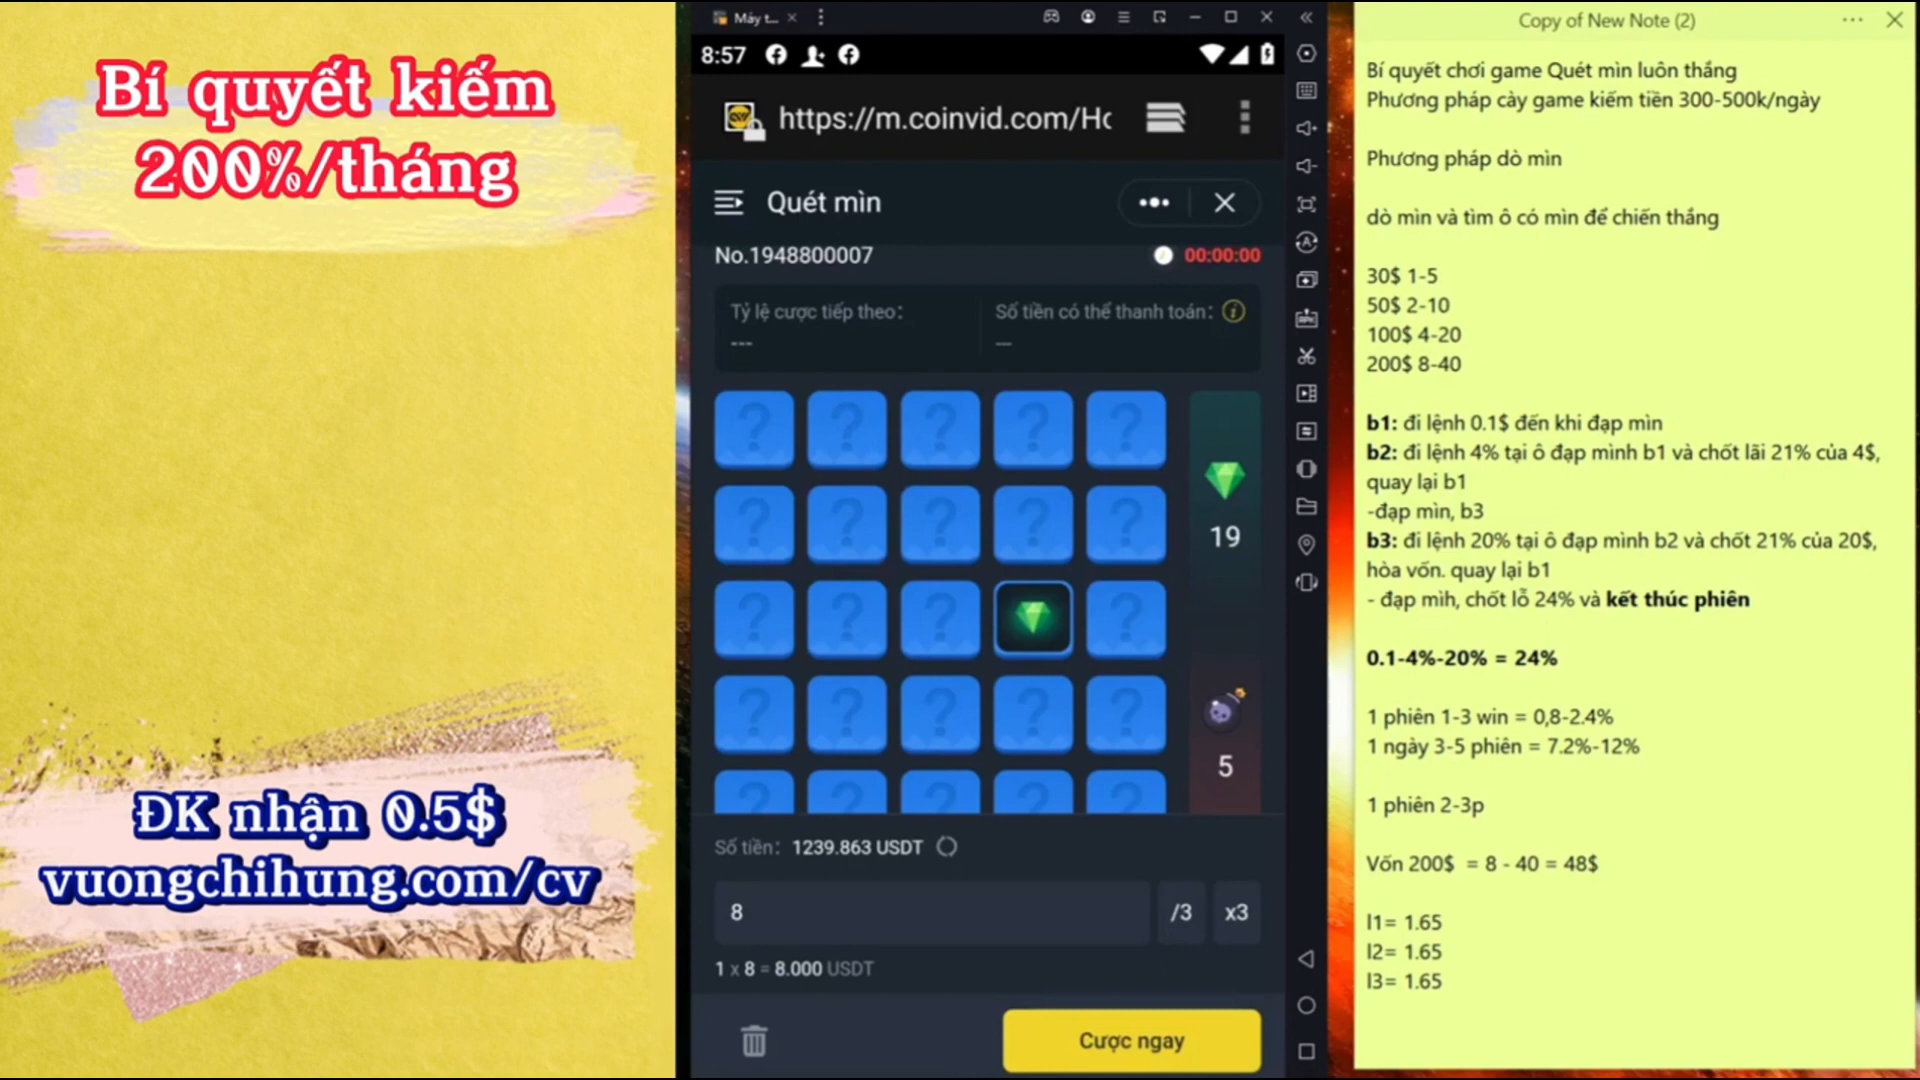 Bí quyết kiếm
200%/tháng
ĐK nhận 0.5$
vuongchihung.com/cv
Máy t...
8:57
https://m.coinvid.com/Ho
Quét mìn
No.1948800007
00:00:00
Tỷ lệ cược tiếp theo:
---
Số tiền có thể thanh toán:
---
? ? ? ? ?
? ? ? ? ?
? ? ? ?
? ? ? ? ?
? ? ? ? ?
19
5
Số tiền: 1239.863 USDT
8
/3
x3
1 x 8 = 8.000 USDT
Cược ngay
Copy of New Note (2)
Bí quyết chơi game Quét mìn luôn thắng
Phương pháp cày game kiếm tiền 300-500k/ngày
Phương pháp dò mìn
dò mìn và tìm ô có mìn để chiến thắng
30$ 1-5
50$ 2-10
100$ 4-20
200$ 8-40
b1: đi lệnh 0.1$ đến khi đạp mìn
b2: đi lệnh 4% tại ô đạp mình b1 và chốt lãi 21% của 4$,
quay lại b1
-đạp mìn, b3
b3: đi lệnh 20% tại ô đạp mình b2 và chốt 21% của 20$,
hòa vốn. quay lại b1
- đạp mìh, chốt lỗ 24% và kết thúc phiên
0.1-4%-20% = 24%
1 phiên 1-3 win = 0,8-2.4%
1 ngày 3-5 phiên = 7.2%-12%
1 phiên 2-3p
Vốn 200$ = 8 - 40 = 48$
l1= 1.65
l2= 1.65
l3= 1.65